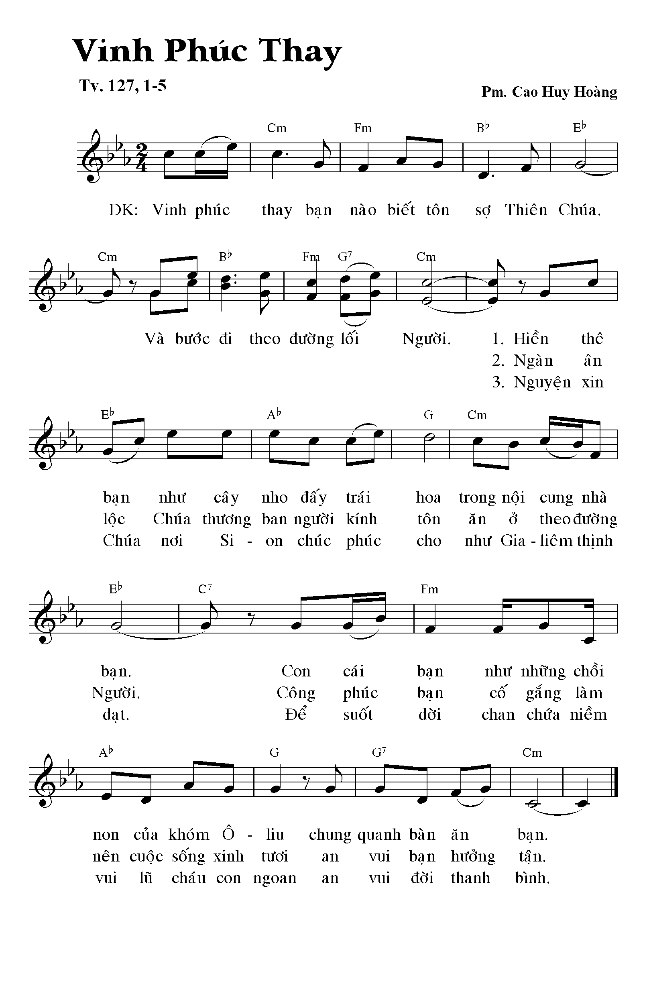 Vinh Phúc Thay
Tv. 127, 1-5
Pm. Cao Huy Hoàng
Cm Fm B♭ E♭
2
4
ĐK: Vinh phúc thay bạn nào biết tôn sợ Thiên Chúa.
Cm B♭ Fm G7 Cm
Và bước đi theo đường lối Người. 1. Hiền thê
2. Ngàn ân
3. Nguyện xin
E♭ A♭ G Cm
bạn như cây nho đấy trái hoa trong nội cung nhà
lộc Chúa thương ban người kính tôn ăn ở theo đường
Chúa nơi Si - on chúc phúc cho như Gia - liêm thịnh
E♭ C7 Fm
bạn. Con cái bạn như những chồi
Người. Công phúc bạn cố gắng làm
đạt. Để suốt đời chan chứa niềm
A♭ G G7 Cm
non của khóm Ô - liu chung quanh bàn ăn bạn.
nên cuộc sống xinh tươi an vui bạn hưởng tận.
vui lũ cháu con ngoan an vui đời thanh bình.